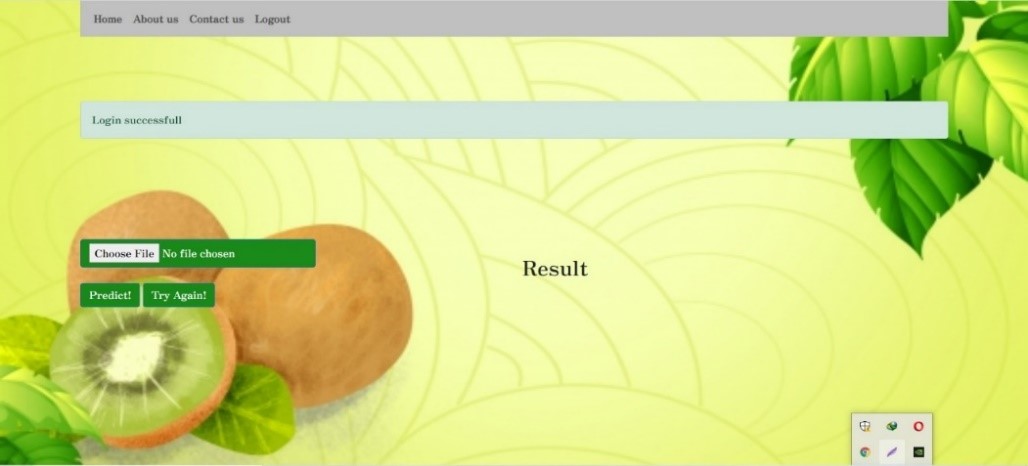 Home About us Contact us Logout
Login successfull
Choose File No file chosen
Result
Predict! Try Again!